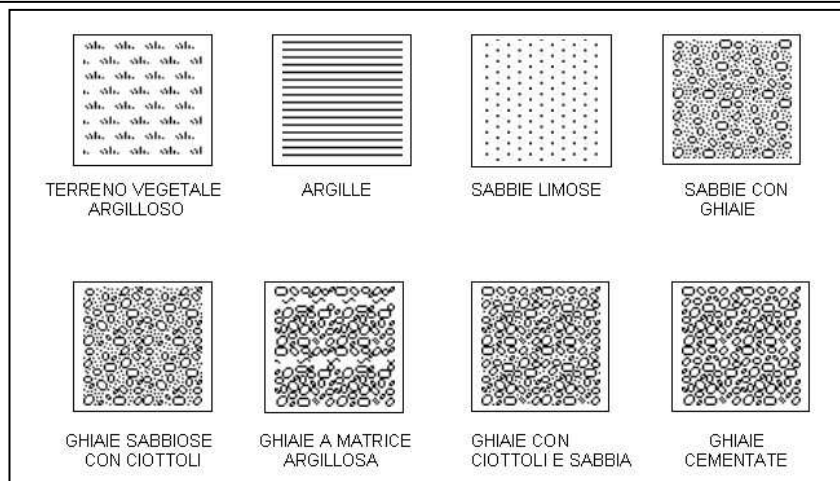 TERRENO VEGETALE
ARGILLOSO
ARGILLE
SABBIE LIMOSE
SABBIE CON
GHIAIE
GHIAIE SABBIOSE
CON CIOTTOLI
GHIAIE A MATRICE
ARGILLOSA
GHIAIE CON
CIOTTOLI E SABBIA
GHIAIE
CEMENTATE